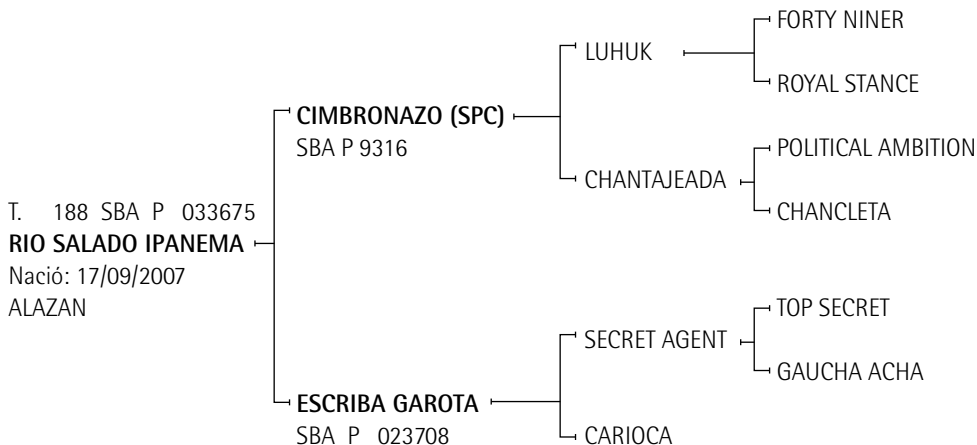 FORTY NINER
LUHUK
ROYAL STANCE
CIMBRONAZO (SPC)
SBA P 9316
POLITICAL AMBITION
CHANTAJEADA
CHANCLETA
T. 188 SBA P 033675
RIO SALADO IPANEMA
Nació: 17/09/2007
ALAZAN
TOP SECRET
SECRET AGENT
GAUCHA ACHA
ESCRIBA GAROTA
SBA P 023708
CARIOCA